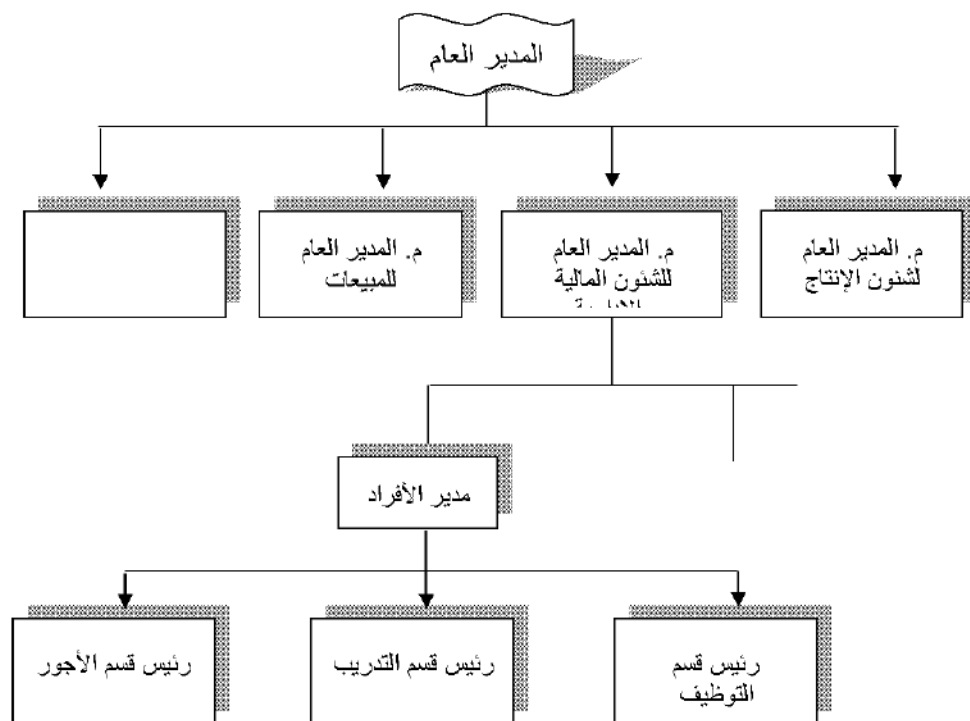 المدير العام
م. المدير العام
لشئون الإنتاج
م. المدير العام
للشئون المالية
م. المدير العام
للمبيعات
مدير الأفراد
رئيس قسم
التوظيف
رئيس قسم التدريب
رئيس قسم الأجور